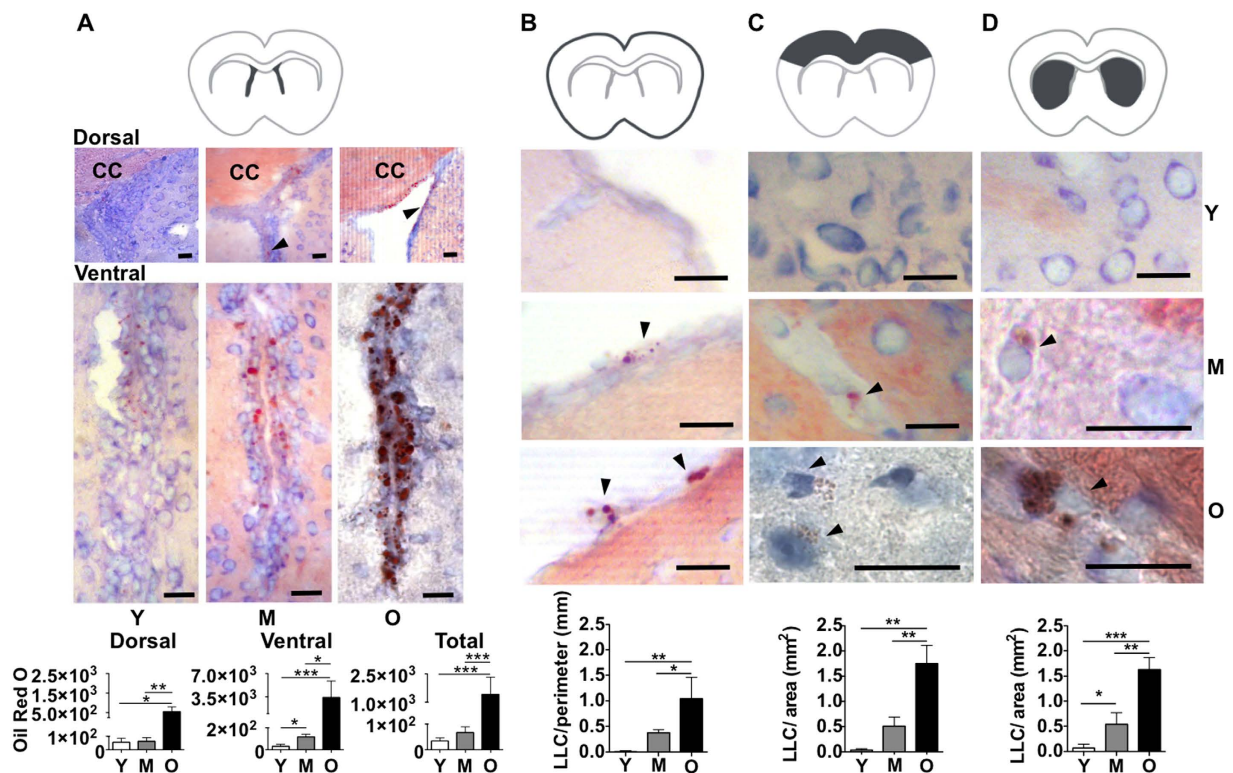 A
B
C
D
Dorsal
CC
CC
CC
Ventral
Y
M
O
Y
M
O
Dorsal
Ventral
Total
Oil Red O
2.5×10³
1.5×10³
5.0×10²
1×10²
0
*
**
Y M O
7.0×10³
3.5×10³
2×10²
0
*
***
*
Y M O
2.5×10³
1.0×10³
1×10²
0
***
***
Y M O
LLC/perimeter (mm)
2.5
2.0
1.5
1.0
0.5
0.0
**
*
Y M O
LLC/ area (mm²)
2.5
2.0
1.5
1.0
0.5
0.0
**
**
Y M O
LLC/ area (mm²)
2.5
2.0
1.5
1.0
0.5
0.0
***
**
*
Y M O